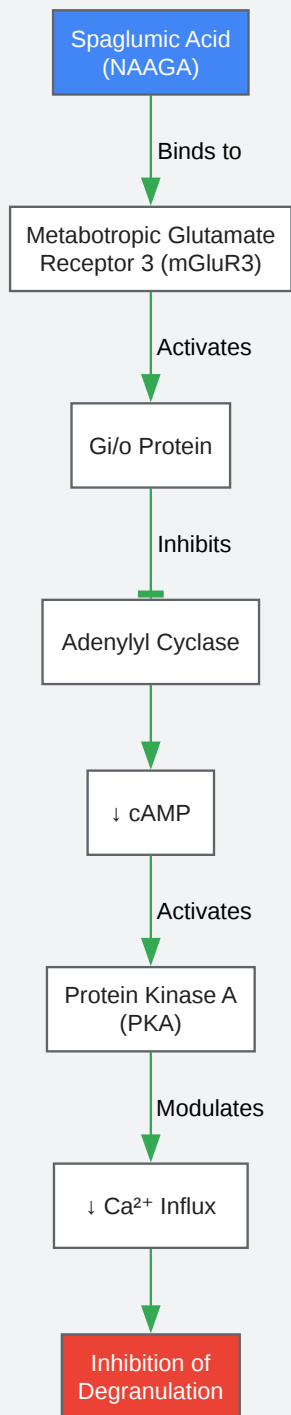 Spaglumic Acid
(NAAGA)
Binds to
Metabotropic Glutamate
Receptor 3 (mGluR3)
Activates
Gi/o Protein
Inhibits
Adenylyl Cyclase
↓ cAMP
Activates
Protein Kinase A
(PKA)
Modulates
↓ Ca²⁺ Influx
Inhibition of
Degranulation